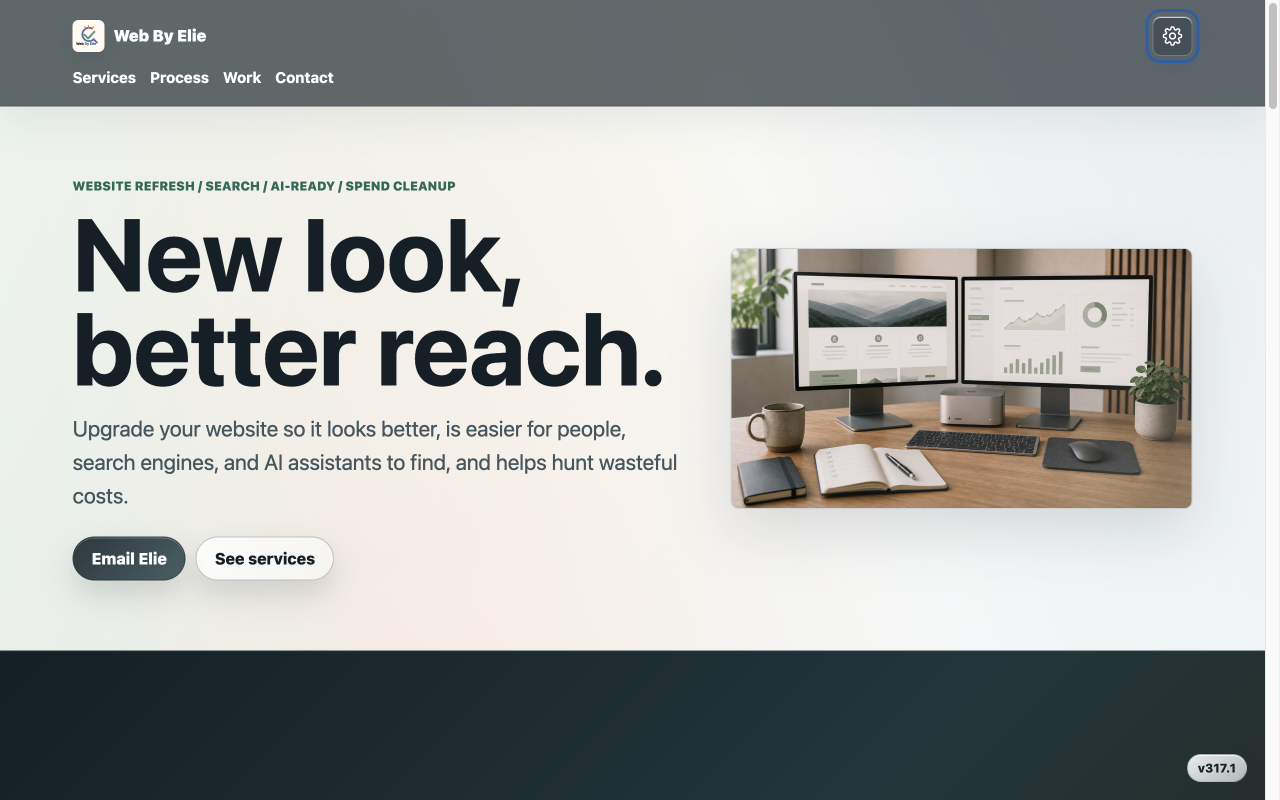 Web By Elie
Services Process Work Contact
WEBSITE REFRESH / SEARCH / AI-READY / SPEND CLEANUP
New look,
better reach.
Upgrade your website so it looks better, is easier for people,
search engines, and AI assistants to find, and helps hunt wasteful
costs.
Email Elie
See services
v317.1